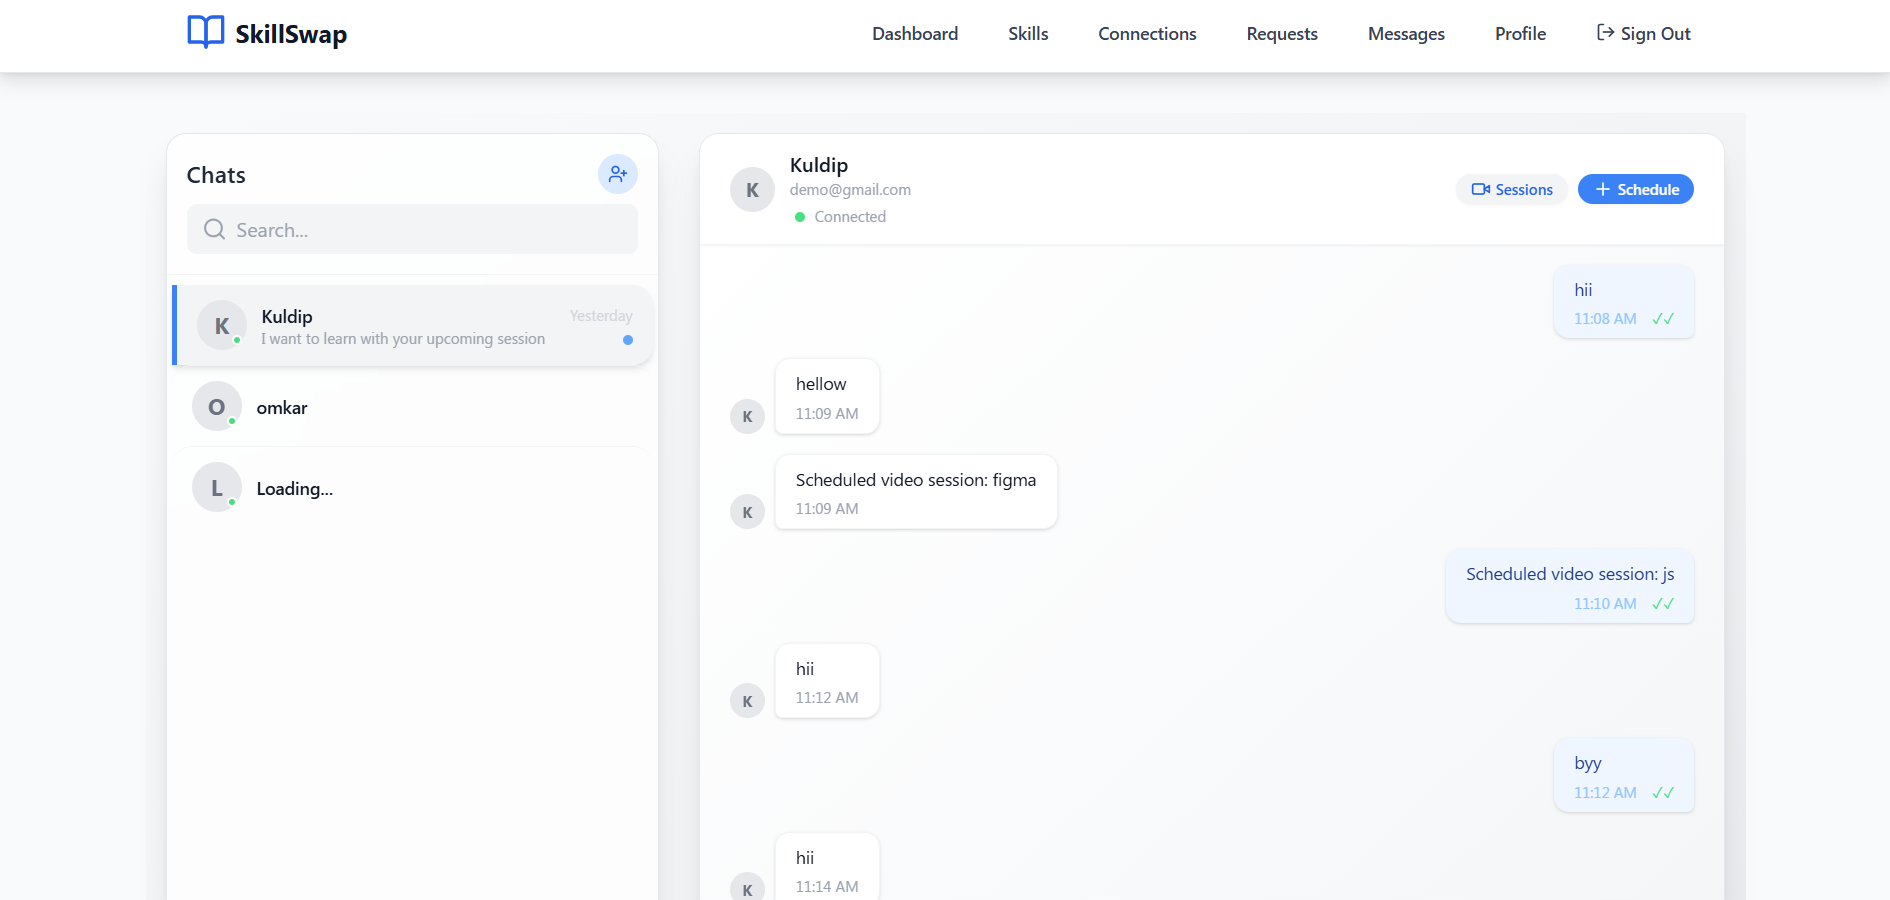 SkillSwap
Dashboard Skills Connections Requests Messages Profile Sign Out
Chats
Search...
K
Kuldip
Yesterday
I want to learn with your upcoming session
O
omkar
L
Loading...
K
Kuldip
demo@gmail.com
Connected
Sessions
+ Schedule
hii
11:08 AM ✓✓
hellow
11:09 AM
K
Scheduled video session: figma
11:09 AM
K
Scheduled video session: js
11:10 AM ✓✓
hii
11:12 AM
K
byy
11:12 AM ✓✓
hii
11:14 AM
K